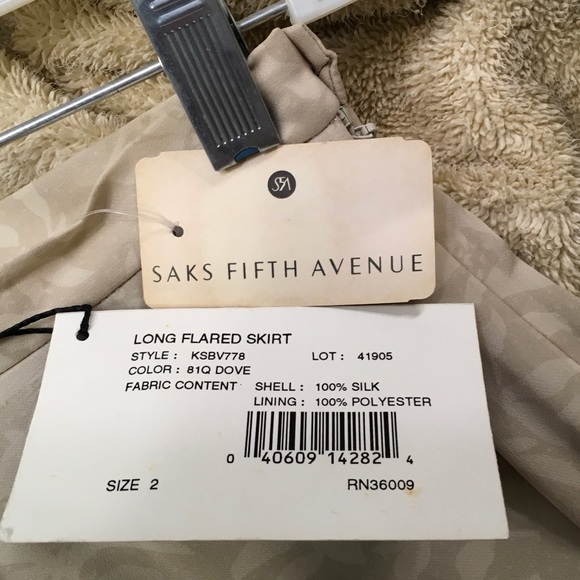 SFA
SAKS FIFTH AVENUE
LONG FLARED SKIRT
STYLE : KSBV778 LOT : 41905
COLOR : 81Q DOVE
FABRIC CONTENT SHELL : 100% SILK
LINING : 100% POLYESTER
0 40609 14282 4
SIZE 2 RN36009